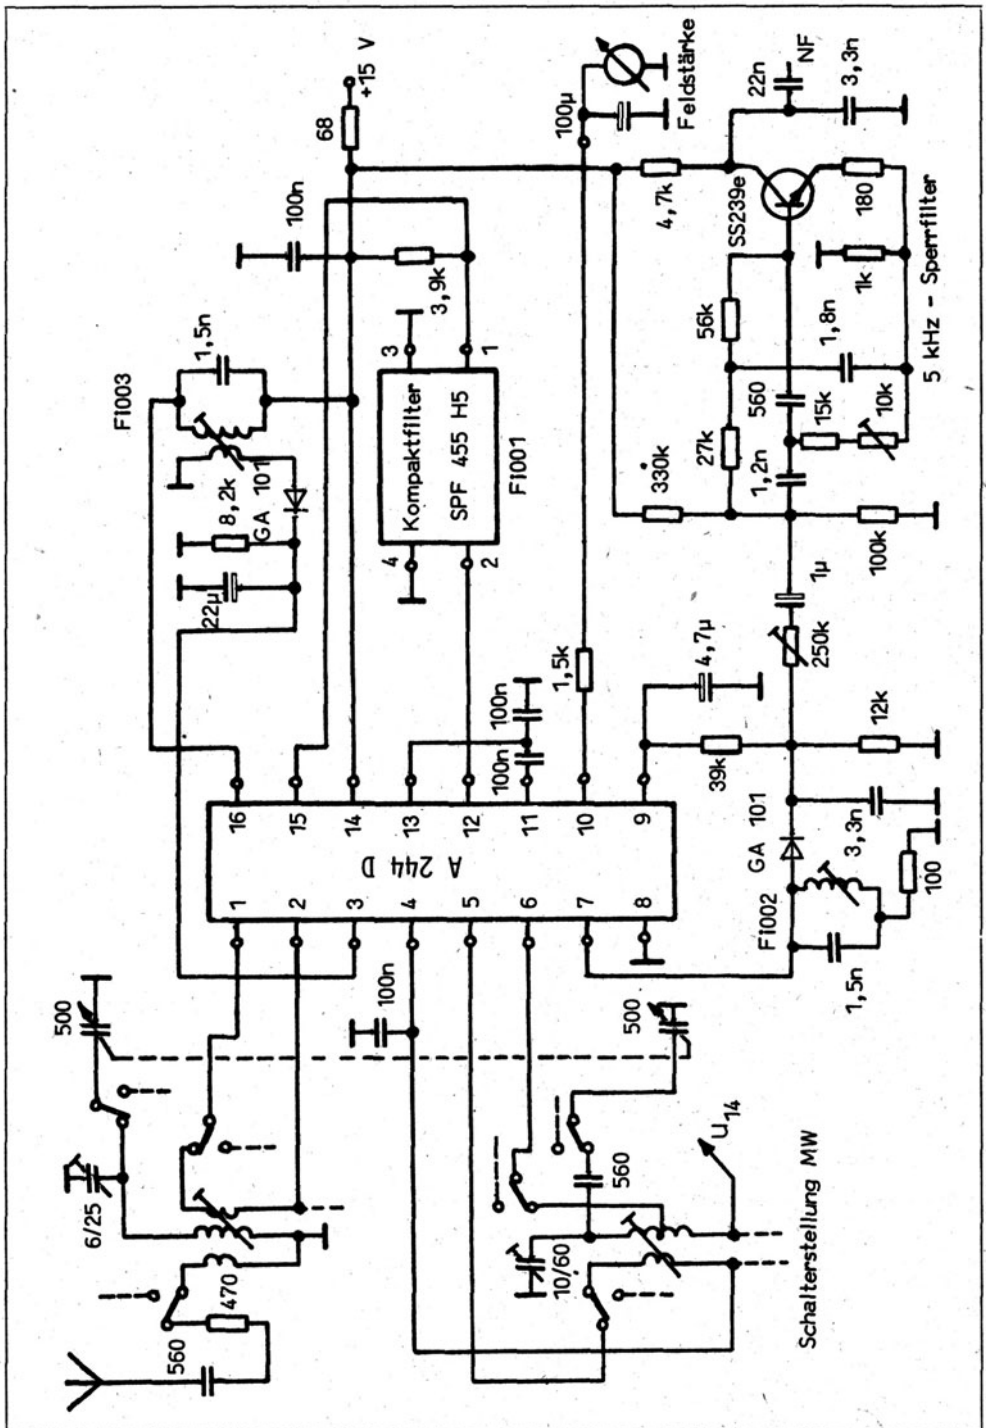 +15 V
68
100n
3,9k
Fi003
1,5n
8,2k
GA 101
22µ
3
1
Kompaktfilter
SPF 455 H5
4
2
Fi001
100µ
Feldstärke
1,5k
4,7k
22n
NF
3,3n
SS239e
180
1k
5 kHz - Sperrfilter
56k
1,8n
560
15k
10k
27k
330k
1,2n
100k
1µ
250k
4,7µ
39k
12k
100n
100n
16
15
14
13
12
11
10
9
A 244 D
1
2
3
4
5
6
7
8
GA 101
3,3n
Fi002
100
1,5n
500
100n
500
6/25
470
560
560
10/60
U14
Schalterstellung MW